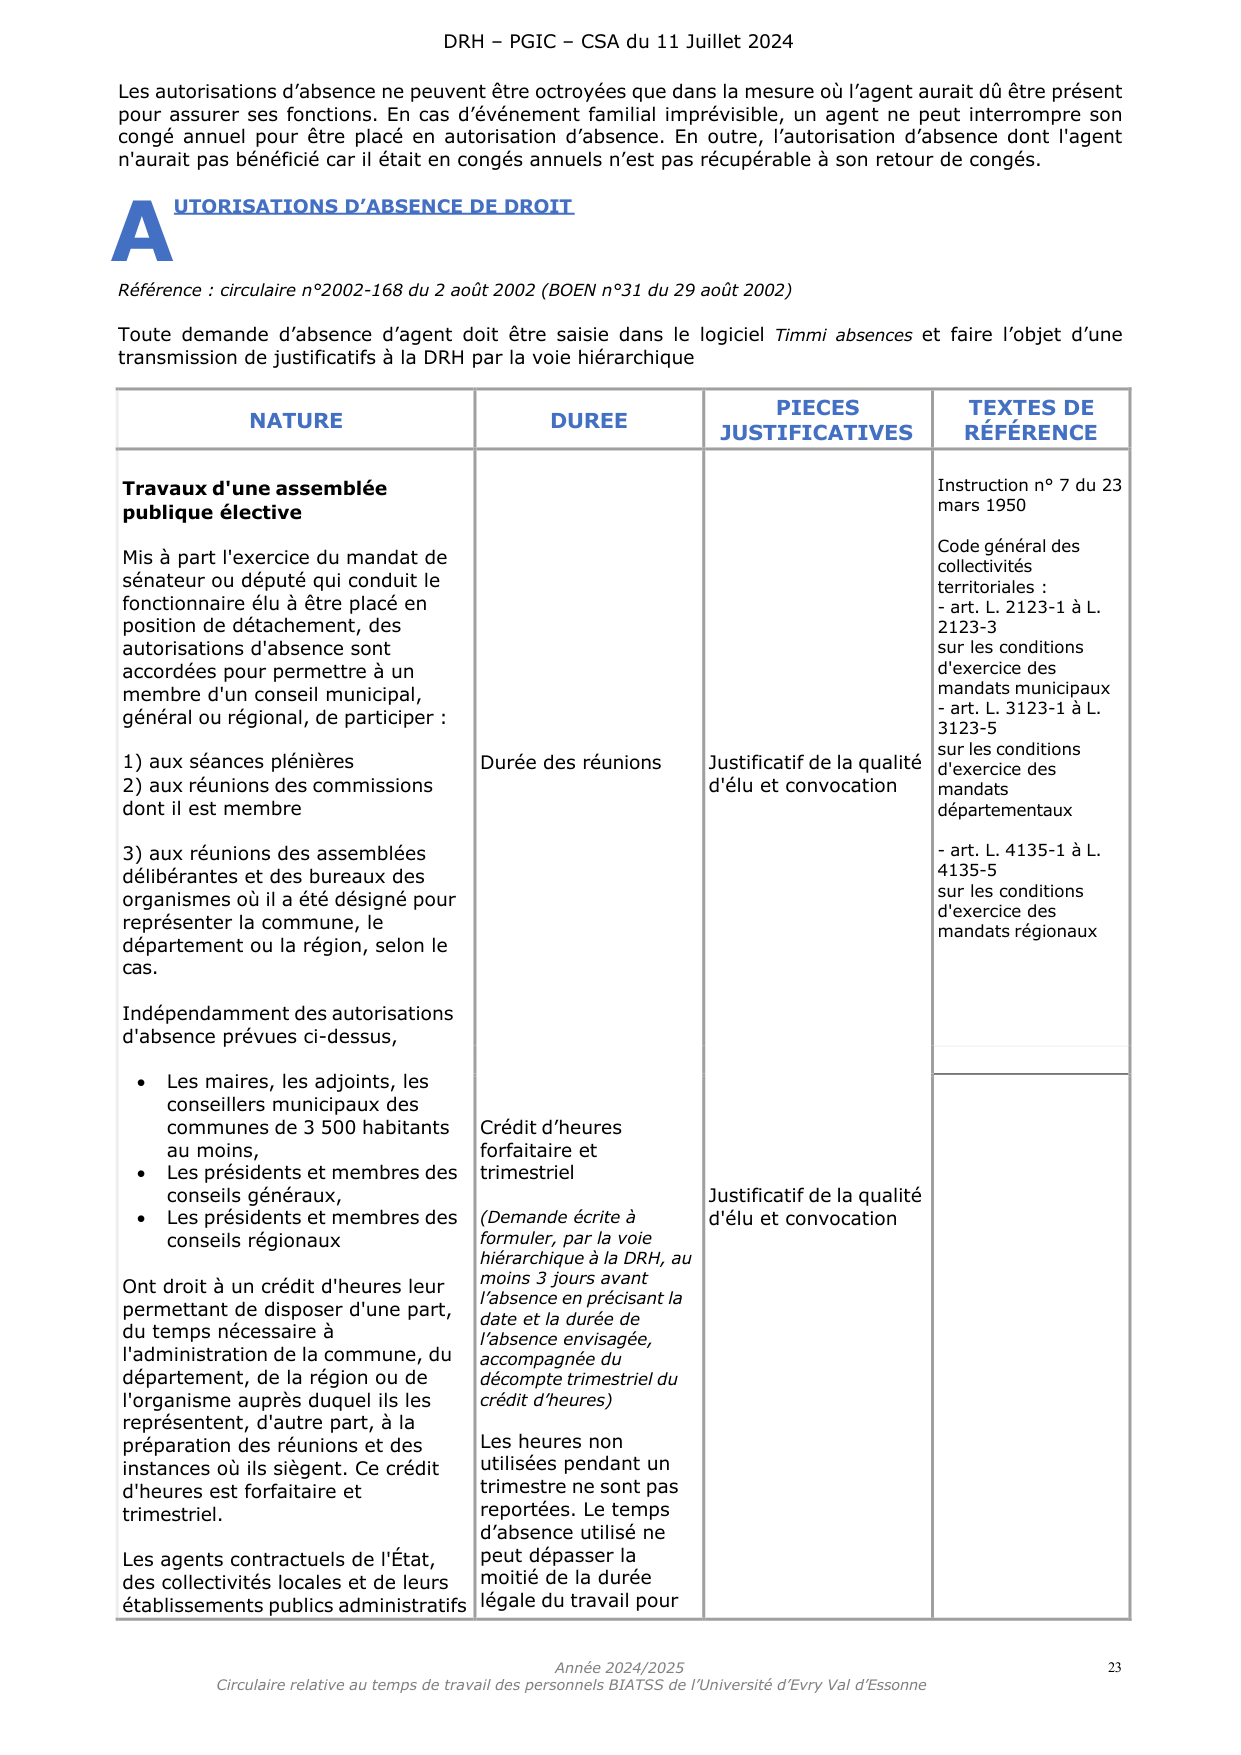 DRH – PGIC – CSA du 11 Juillet 2024
Les autorisations d’absence ne peuvent être octroyées que dans la mesure où l’agent aurait dû être présent
pour assurer ses fonctions. En cas d’événement familial imprévisible, un agent ne peut interrompre son
congé annuel pour être placé en autorisation d’absence. En outre, l’autorisation d’absence dont l'agent
n'aurait pas bénéficié car il était en congés annuels n’est pas récupérable à son retour de congés.
AUTORISATIONS D’ABSENCE DE DROIT
Référence : circulaire n°2002-168 du 2 août 2002 (BOEN n°31 du 29 août 2002)
Toute demande d’absence d’agent doit être saisie dans le logiciel Timmi absences et faire l’objet d’une
transmission de justificatifs à la DRH par la voie hiérarchique
NATURE
DUREE
PIECES
JUSTIFICATIVES
TEXTES DE
RÉFÉRENCE
Travaux d'une assemblée
publique élective
Mis à part l'exercice du mandat de
sénateur ou député qui conduit le
fonctionnaire élu à être placé en
position de détachement, des
autorisations d'absence sont
accordées pour permettre à un
membre d'un conseil municipal,
général ou régional, de participer :
1) aux séances plénières
2) aux réunions des commissions
dont il est membre
3) aux réunions des assemblées
délibérantes et des bureaux des
organismes où il a été désigné pour
représenter la commune, le
département ou la région, selon le
cas.
Indépendamment des autorisations
d'absence prévues ci-dessus,
• Les maires, les adjoints, les
conseillers municipaux des
communes de 3 500 habitants
au moins,
• Les présidents et membres des
conseils généraux,
• Les présidents et membres des
conseils régionaux
Ont droit à un crédit d'heures leur
permettant de disposer d'une part,
du temps nécessaire à
l'administration de la commune, du
département, de la région ou de
l'organisme auprès duquel ils les
représentent, d'autre part, à la
préparation des réunions et des
instances où ils siègent. Ce crédit
d'heures est forfaitaire et
trimestriel.
Les agents contractuels de l'État,
des collectivités locales et de leurs
établissements publics administratifs
Durée des réunions
Crédit d’heures
forfaitaire et
trimestriel
(Demande écrite à
formuler, par la voie
hiérarchique à la DRH, au
moins 3 jours avant
l’absence en précisant la
date et la durée de
l’absence envisagée,
accompagnée du
décompte trimestriel du
crédit d’heures)
Les heures non
utilisées pendant un
trimestre ne sont pas
reportées. Le temps
d’absence utilisé ne
peut dépasser la
moitié de la durée
légale du travail pour
Justificatif de la qualité
d'élu et convocation
Justificatif de la qualité
d'élu et convocation
Instruction n° 7 du 23
mars 1950
Code général des
collectivités
territoriales :
- art. L. 2123-1 à L.
2123-3
sur les conditions
d'exercice des
mandats municipaux
- art. L. 3123-1 à L.
3123-5
sur les conditions
d'exercice des
mandats
départementaux
- art. L. 4135-1 à L.
4135-5
sur les conditions
d'exercice des
mandats régionaux
Année 2024/2025
Circulaire relative au temps de travail des personnels BIATSS de l’Université d’Evry Val d’Essonne
23